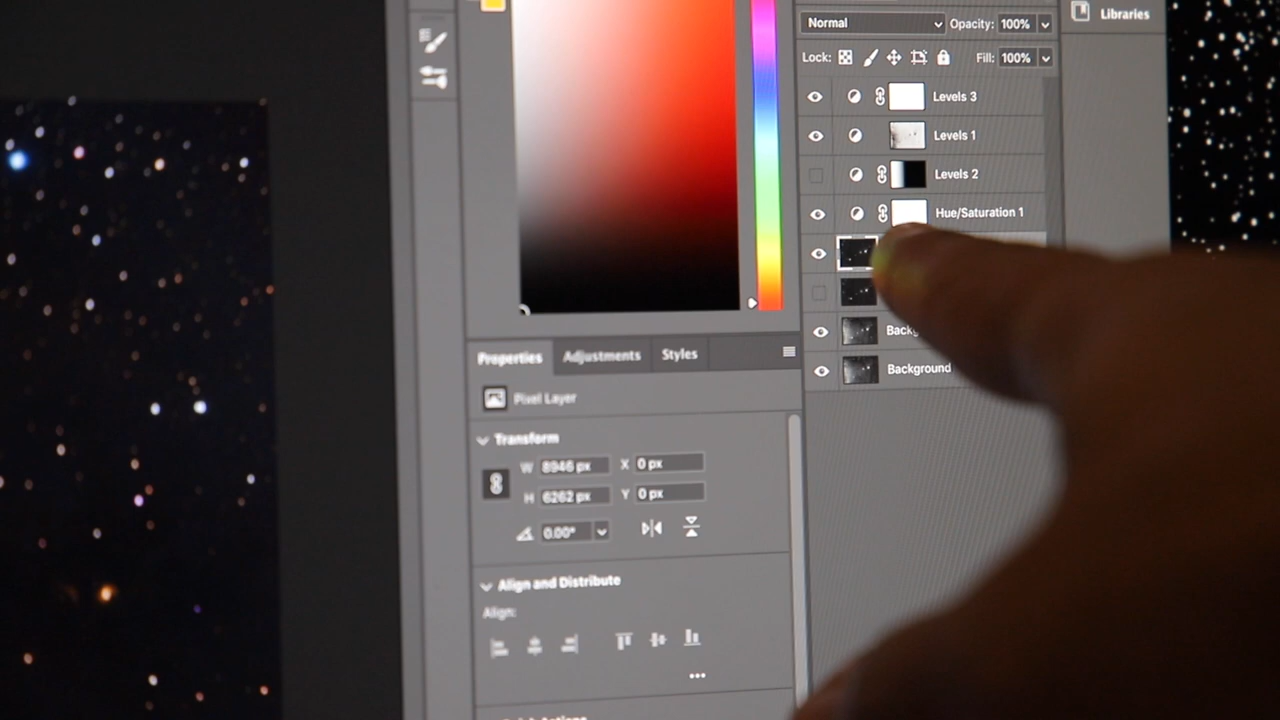 Libraries
Normal Opacity: 100%
Lock: Fill: 100%
Levels 3
Levels 1
Levels 2
Hue/Saturation 1
Background
Properties Adjustments Styles
Pixel Layer
Transform
W 8946 px X 0 px
H 6262 px Y 0 px
0.00°
Align and Distribute
Align: